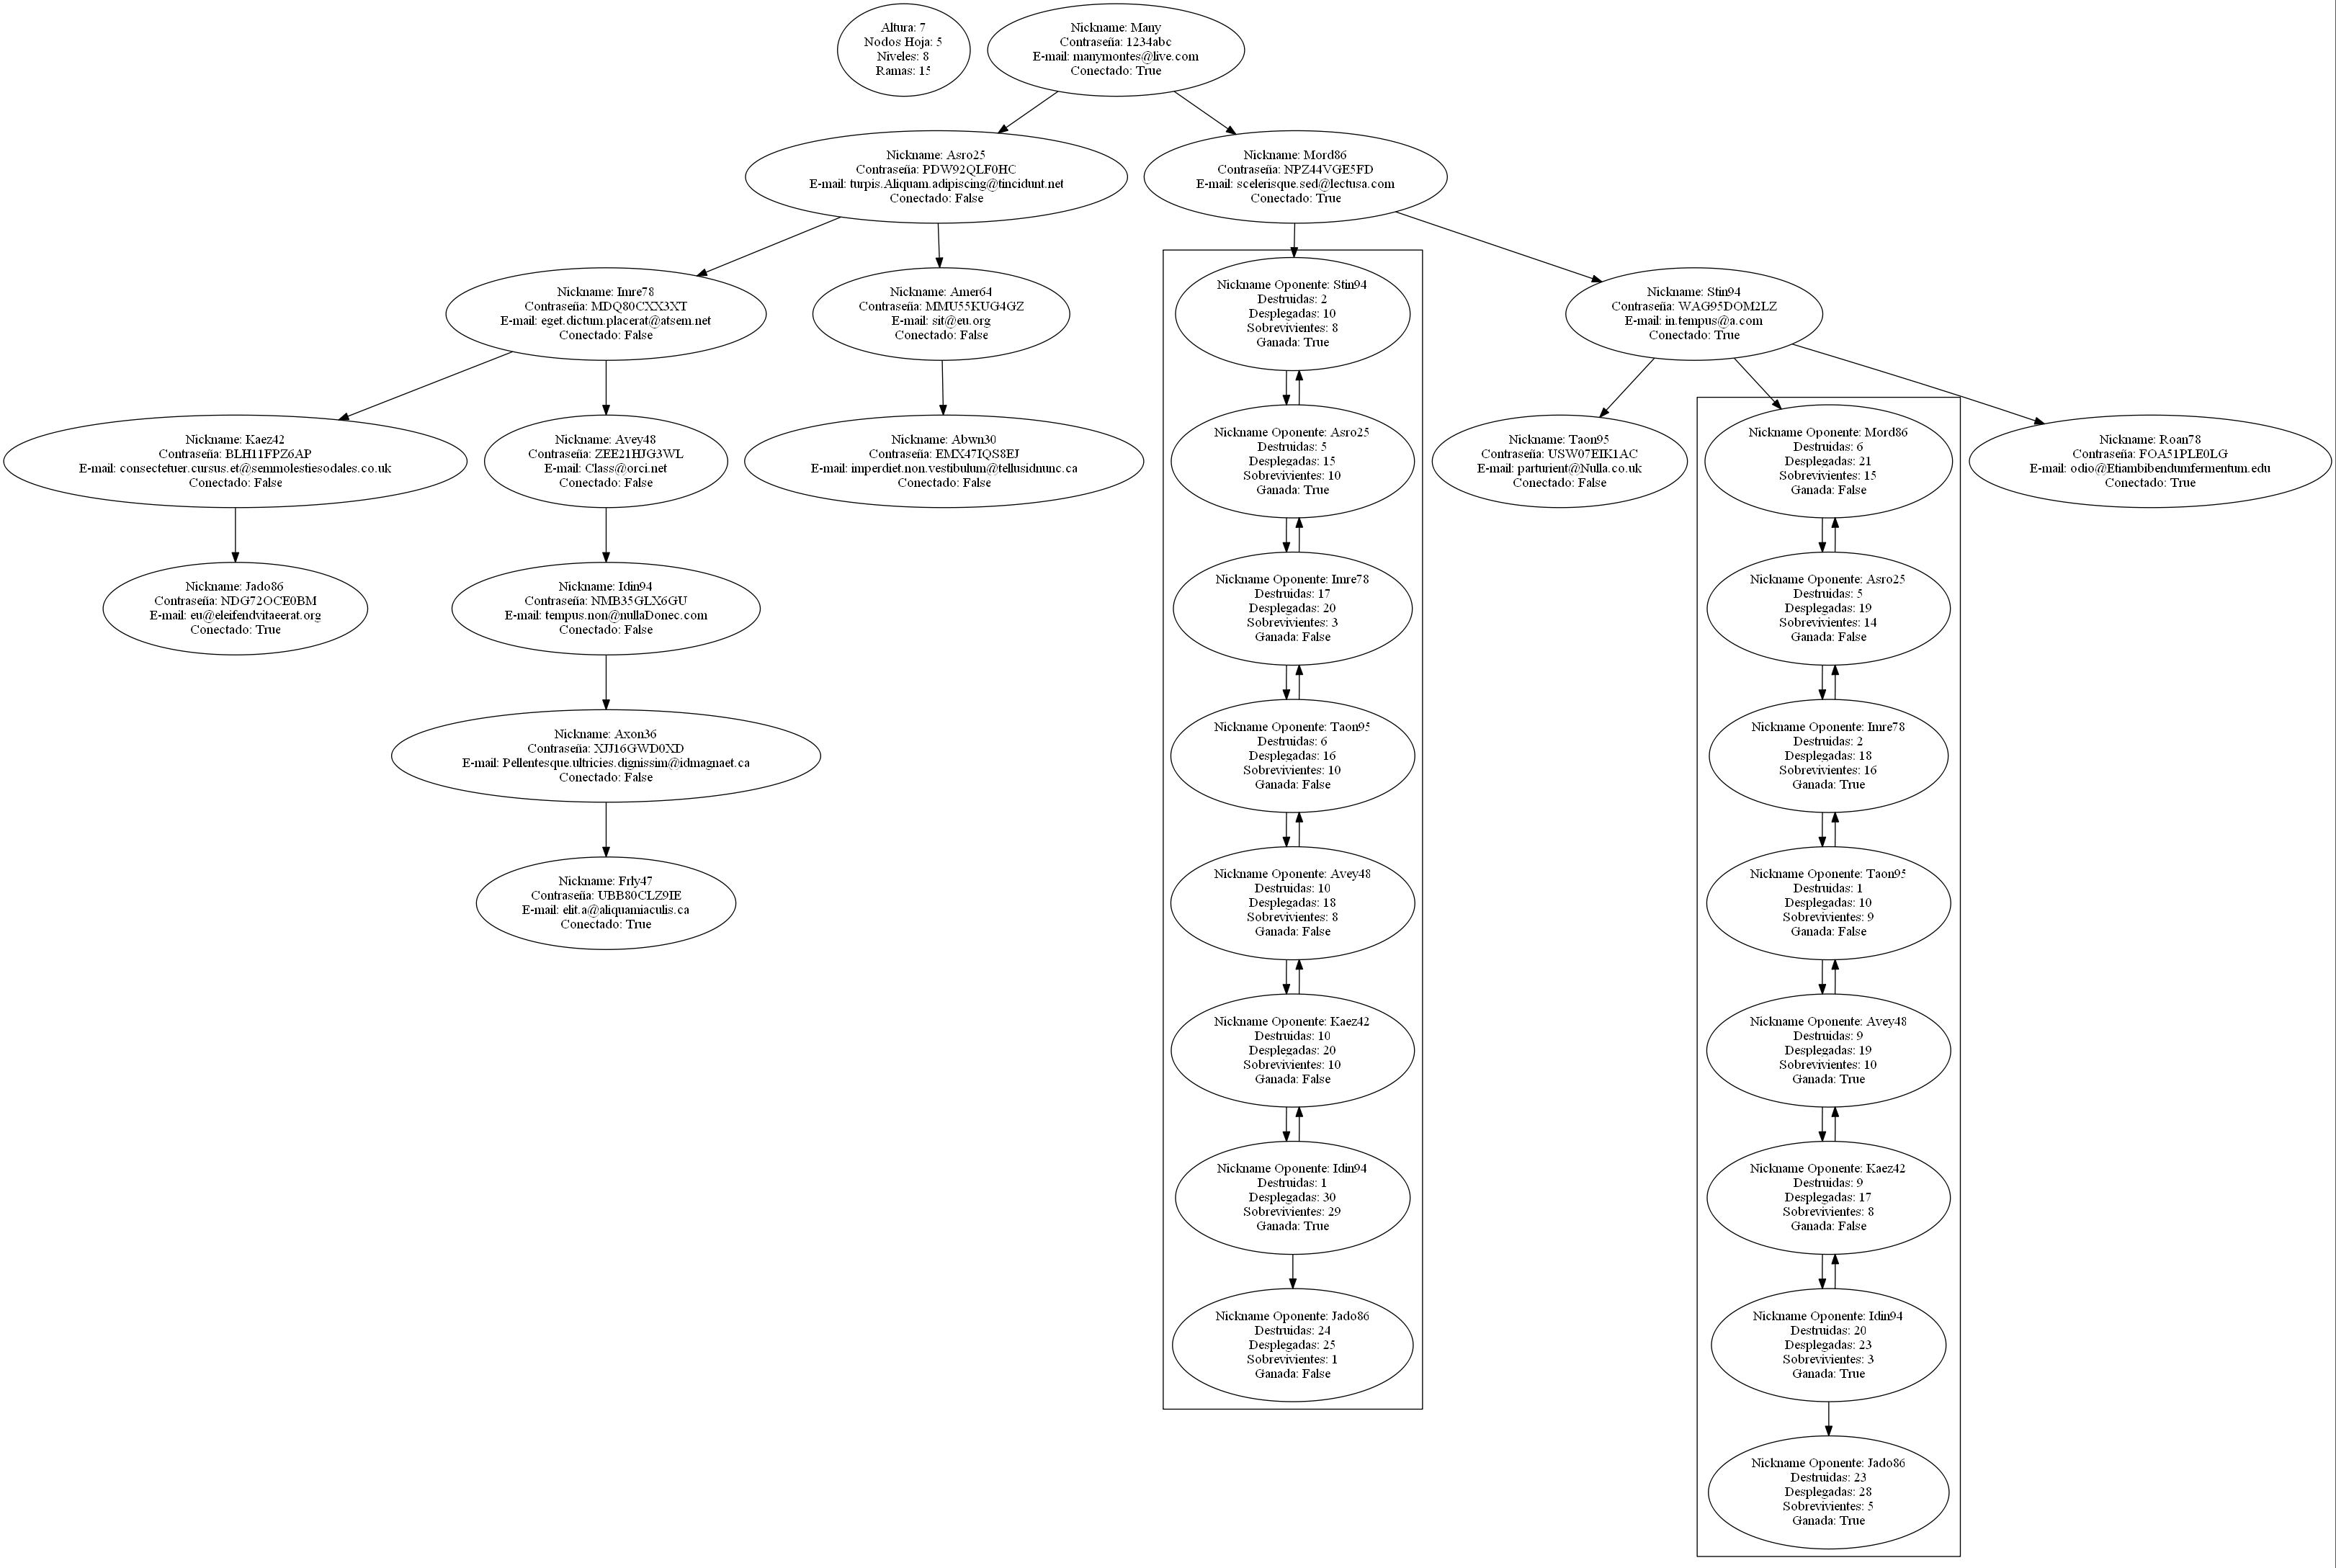 Altura: 7
Nodos Hoja: 5
Niveles: 8
Ramas: 15
Nickname: Many
Contraseña: 1234abc
E-mail: manymontes@live.com
Conectado: True
Nickname: Asro25
Contraseña: PDW92QLF0HC
E-mail: turpis.Aliquam.adipiscing@tincidunt.net
Conectado: False
Nickname: Mord86
Contraseña: NPZ44VGE5FD
E-mail: scelerisque.sed@lectusa.com
Conectado: True
Nickname: Imre78
Contraseña: MDQ80CXX3XT
E-mail: eget.dictum.placerat@atsem.net
Conectado: False
Nickname: Amer64
Contraseña: MMU55KUG4GZ
E-mail: sit@eu.org
Conectado: False
Nickname: Stin94
Contraseña: WAG95DOM2LZ
E-mail: in.tempus@a.com
Conectado: True
Nickname: Kaez42
Contraseña: BLH11FPZ6AP
E-mail: consectetuer.cursus.et@semmolestiesodales.co.uk
Conectado: False
Nickname: Avey48
Contraseña: ZEE21HJG3WL
E-mail: Class@orci.net
Conectado: False
Nickname: Abwn30
Contraseña: EMX47IQS8EJ
E-mail: imperdiet.non.vestibulum@tellusidnunc.ca
Conectado: False
Nickname: Taon95
Contraseña: USW07EIK1AC
E-mail: parturient@Nulla.co.uk
Conectado: False
Nickname: Roan78
Contraseña: FOA51PLE0LG
E-mail: odio@Etiambibendumfermentum.edu
Conectado: True
Nickname: Jado86
Contraseña: NDG72OCE0BM
E-mail: eu@eleifendvitaeerat.org
Conectado: True
Nickname: Idin94
Contraseña: NMB35GLX6GU
E-mail: tempus.non@nullaDonec.com
Conectado: False
Nickname: Axon36
Contraseña: XJJ16GWD0XD
E-mail: Pellentesque.ultricies.dignissim@idmagnaet.ca
Conectado: False
Nickname: Frly47
Contraseña: UBB80CLZ9IE
E-mail: elit.a@aliquamiaculis.ca
Conectado: True
Nickname Oponente: Stin94
Destruidas: 2
Desplegadas: 10
Sobrevivientes: 8
Ganada: True
Nickname Oponente: Asro25
Destruidas: 5
Desplegadas: 15
Sobrevivientes: 10
Ganada: True
Nickname Oponente: Imre78
Destruidas: 17
Desplegadas: 20
Sobrevivientes: 3
Ganada: False
Nickname Oponente: Taon95
Destruidas: 6
Desplegadas: 16
Sobrevivientes: 10
Ganada: False
Nickname Oponente: Avey48
Destruidas: 10
Desplegadas: 18
Sobrevivientes: 8
Ganada: False
Nickname Oponente: Kaez42
Destruidas: 10
Desplegadas: 20
Sobrevivientes: 10
Ganada: False
Nickname Oponente: Idin94
Destruidas: 1
Desplegadas: 30
Sobrevivientes: 29
Ganada: True
Nickname Oponente: Jado86
Destruidas: 24
Desplegadas: 25
Sobrevivientes: 1
Ganada: False
Nickname Oponente: Mord86
Destruidas: 6
Desplegadas: 21
Sobrevivientes: 15
Ganada: False
Nickname Oponente: Asro25
Destruidas: 5
Desplegadas: 19
Sobrevivientes: 14
Ganada: False
Nickname Oponente: Imre78
Destruidas: 2
Desplegadas: 18
Sobrevivientes: 16
Ganada: True
Nickname Oponente: Taon95
Destruidas: 1
Desplegadas: 10
Sobrevivientes: 9
Ganada: False
Nickname Oponente: Avey48
Destruidas: 9
Desplegadas: 19
Sobrevivientes: 10
Ganada: True
Nickname Oponente: Kaez42
Destruidas: 9
Desplegadas: 17
Sobrevivientes: 8
Ganada: False
Nickname Oponente: Idin94
Destruidas: 20
Desplegadas: 23
Sobrevivientes: 3
Ganada: True
Nickname Oponente: Jado86
Destruidas: 23
Desplegadas: 28
Sobrevivientes: 5
Ganada: True